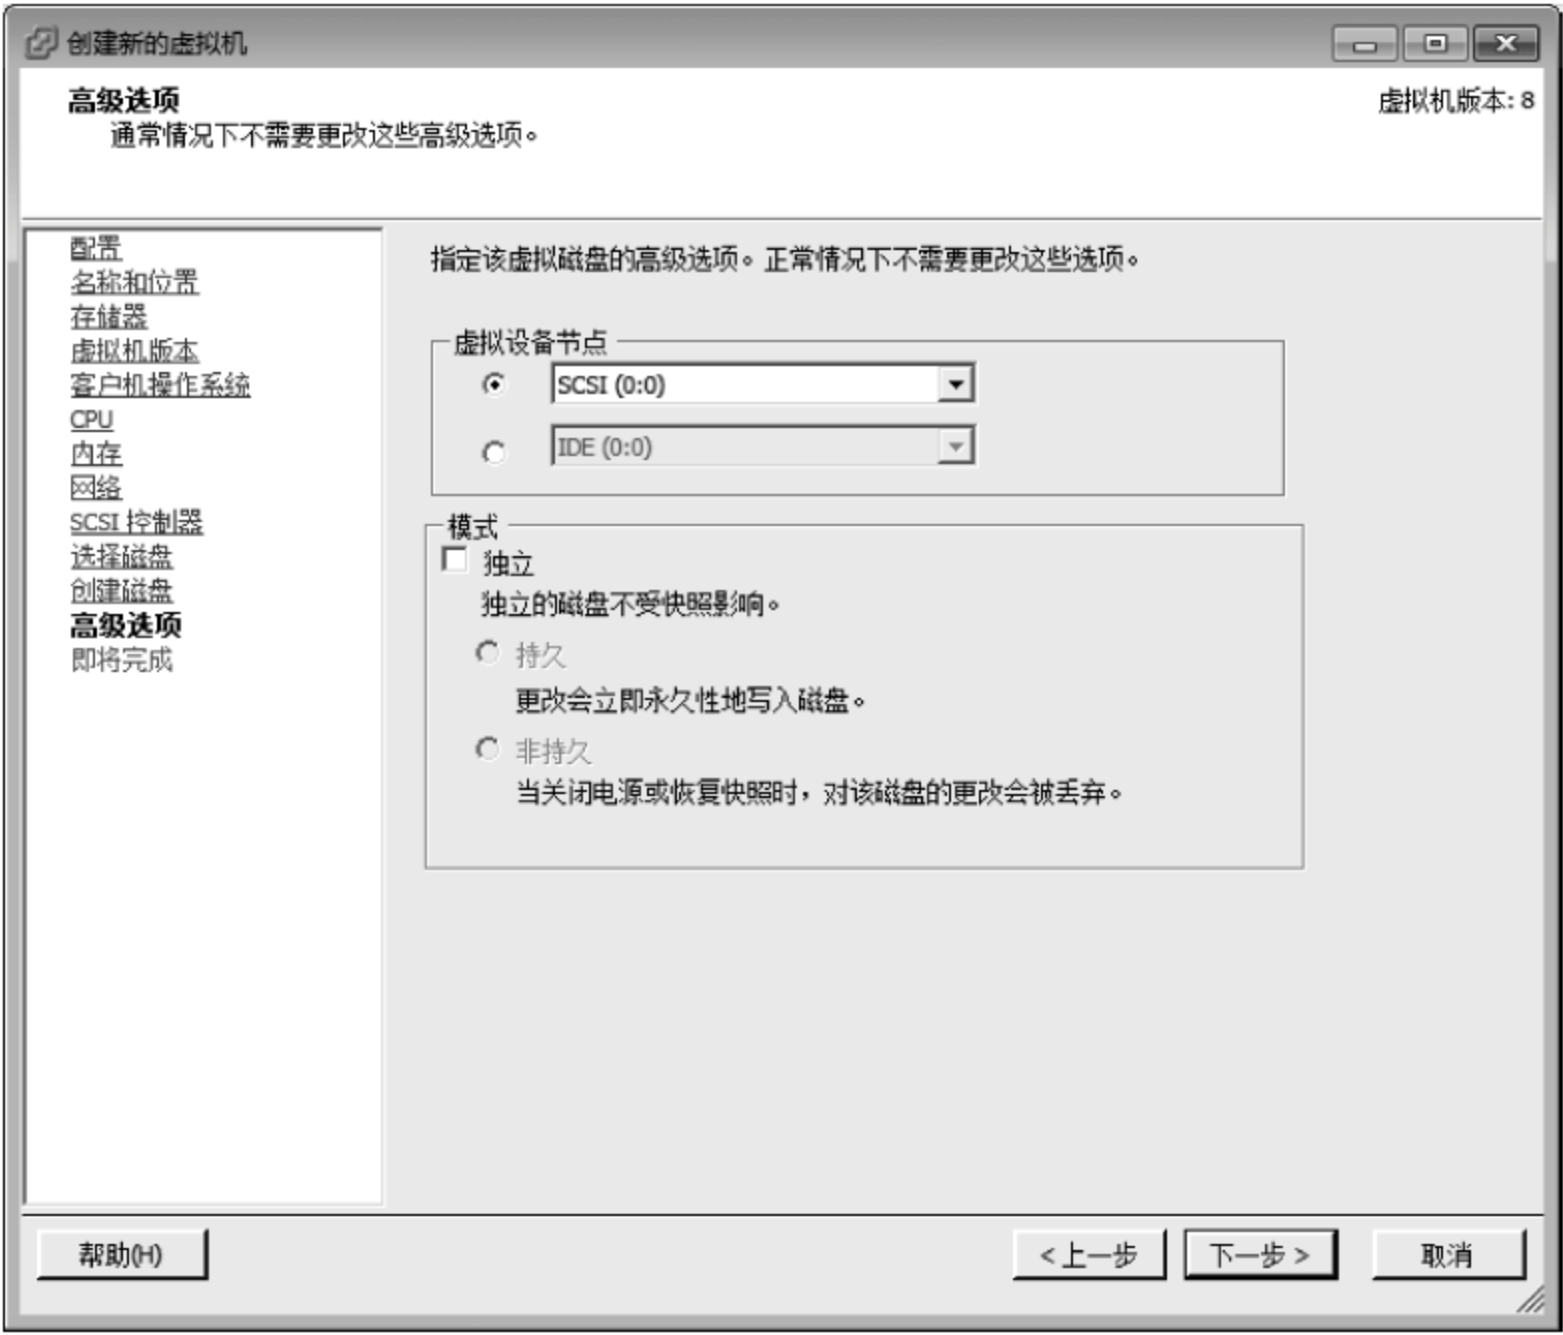 创建新的虚拟机
高级选项
通常情况下不需要更改这些高级选项。
虚拟机版本: 8
配置
名称和位置
存储器
虚拟机版本
客户机操作系统
CPU
内存
网络
SCSI 控制器
选择磁盘
创建磁盘
高级选项
即将完成
指定该虚拟磁盘的高级选项。正常情况下不需要更改这些选项。
虚拟设备节点
SCSI (0:0)
IDE (0:0)
模式
独立
独立的磁盘不受快照影响。
持久
更改会立即永久性地写入磁盘。
非持久
当关闭电源或恢复快照时，对该磁盘的更改会被丢弃。
帮助(H)
< 上一步
下一步 >
取消